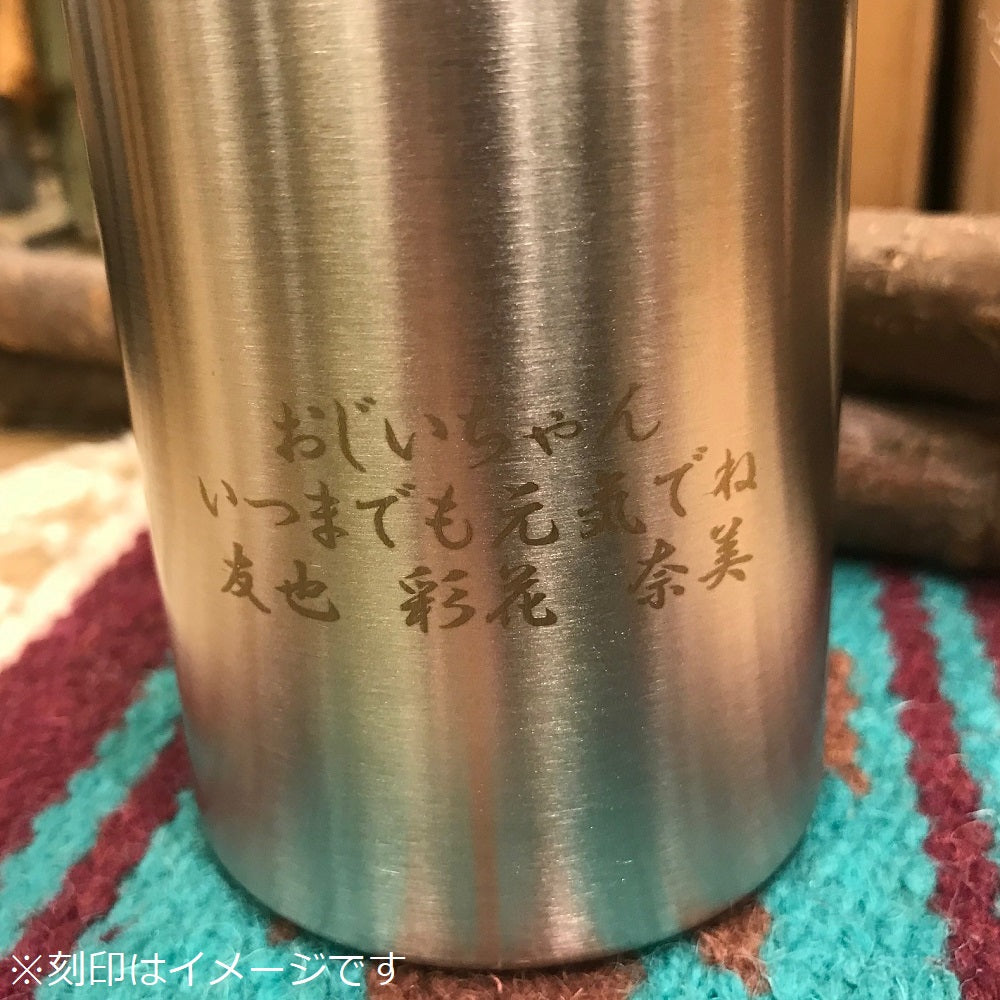 おじいちゃん
いつまでも元気でね
友也 彩花 奈美
※刻印はイメージです